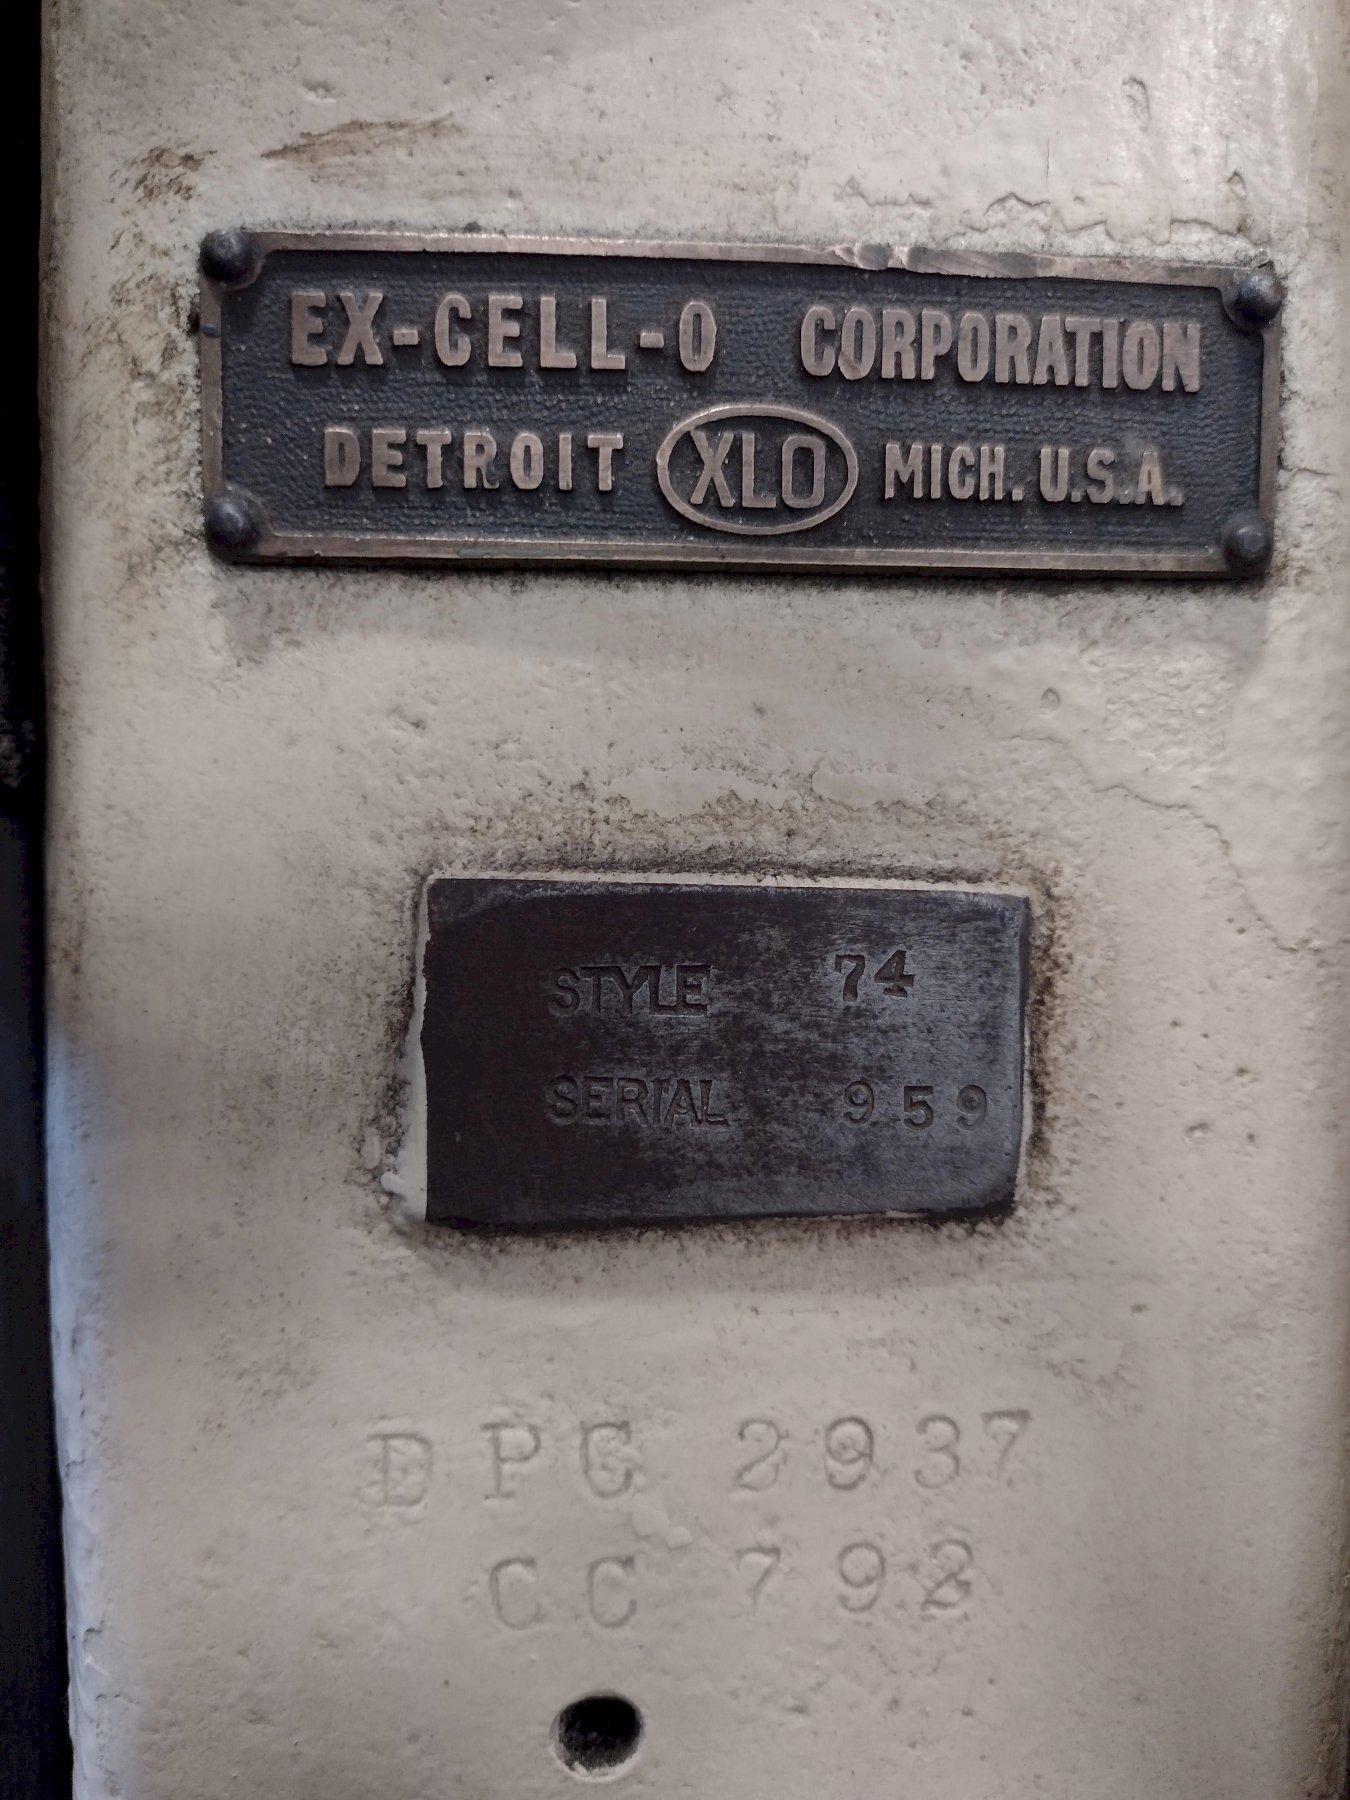 EX-CELL-O CORPORATION
DETROIT XLO MICH. U.S.A.
STYLE 74
SERIAL 959
DPC 2937
CC 792